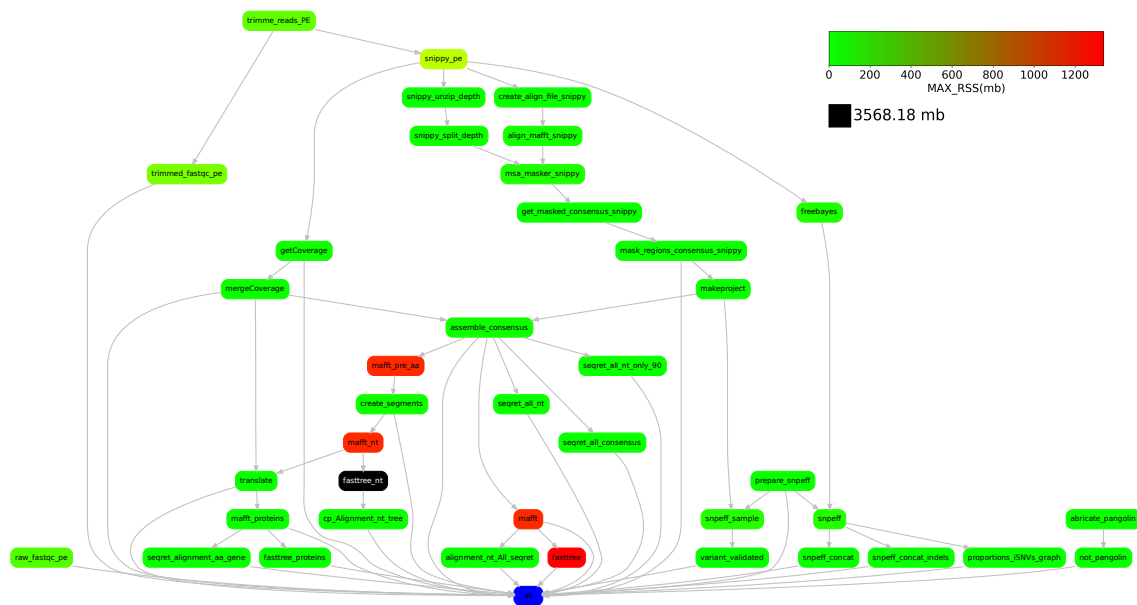 trimme_reads_PE
snippy_pe
0 200 400 600 800 1000 1200
MAX_RSS(mb)
snippy_unzip_depth
create_align_file_snippy
3568.18 mb
snippy_split_depth
align_mafft_snippy
trimmed_fastqc_pe
msa_masker_snippy
get_masked_consensus_snippy
freebayes
getCoverage
mask_regions_consensus_snippy
mergeCoverage
makeproject
assemble_consensus
mafft_pre_aa
seqret_all_nt_only_90
create_segments
seqret_all_nt
mafft_nt
seqret_all_consensus
translate
fasttree_nt
prepare_snpeff
mafft_proteins
cp_Alignment_nt_tree
mafft
snpeff_sample
snpeff
abricate_pangolin
raw_fastqc_pe
seqret_alignment_aa_gene
fasttree_proteins
alignment_nt_All_seqret
fasttree
variant_validated
snpeff_concat
snpeff_concat_indels
proportions_iSNVs_graph
not_pangolin
all